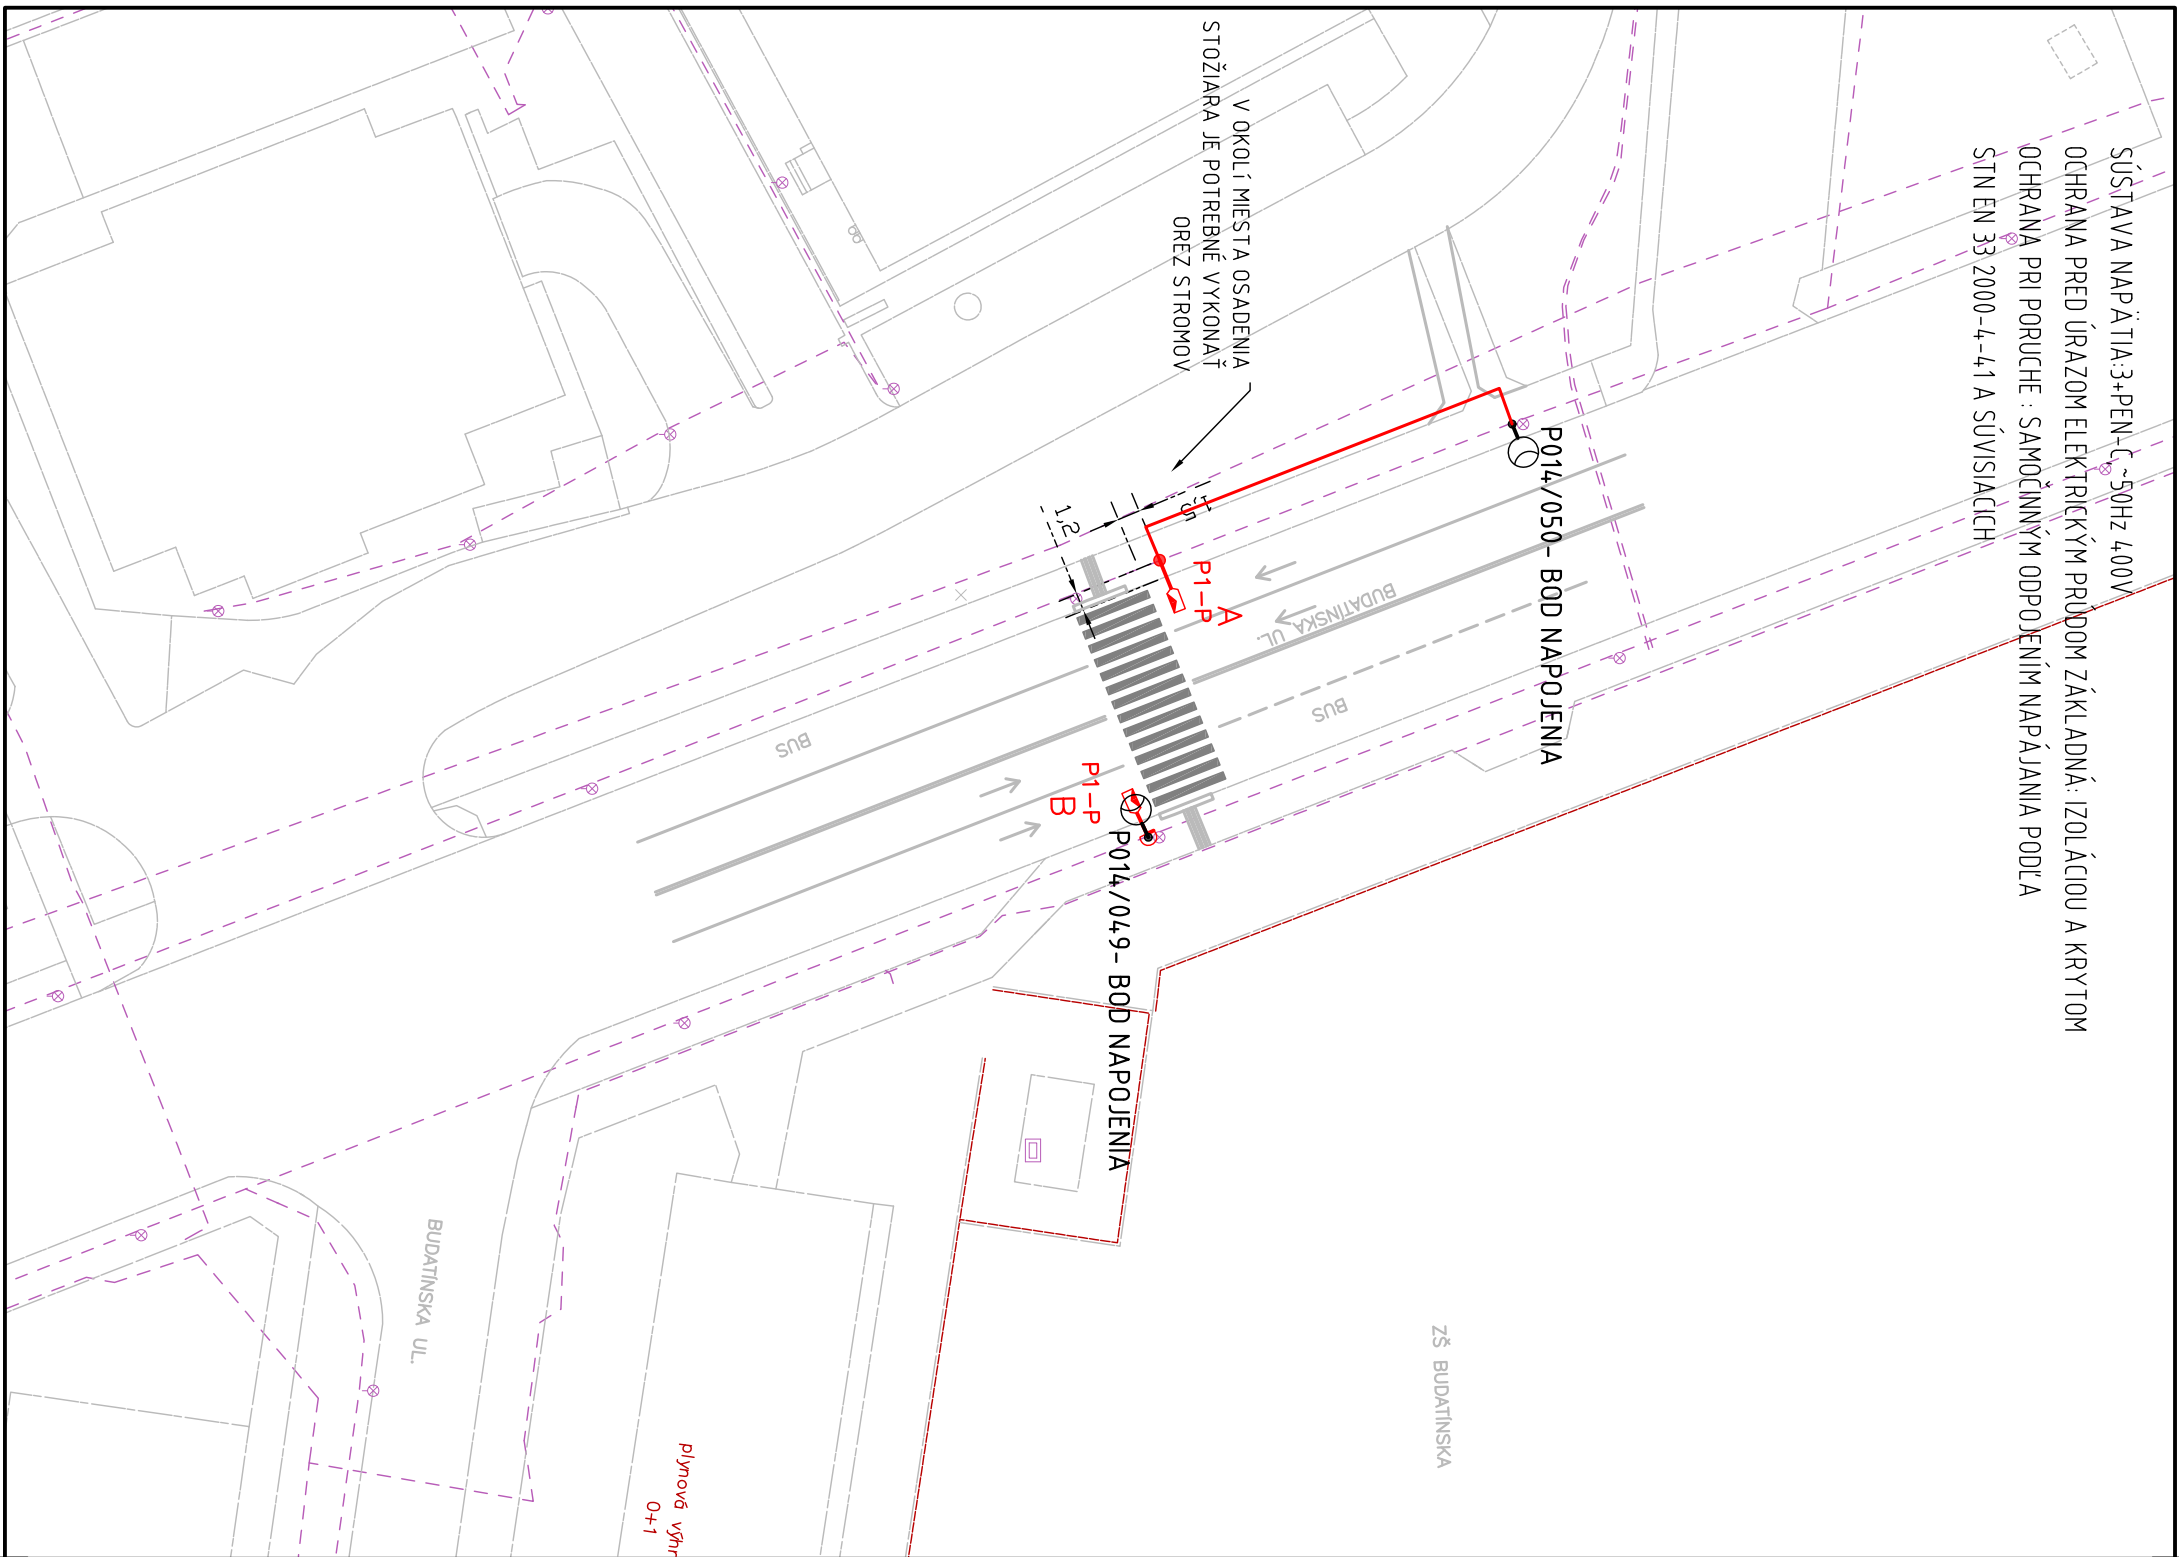 SÚSTAVA NAPÄTIA:3+PEN-C,~50Hz 400V
OCHRANA PRED ÚRAZOM ELEKTRICKÝM PRÚDOM ZÁKLADNÁ: IZOLÁCIOU A KRYTOM
OCHRANA PRI PORUCHE : SAMOČINNÝM ODPOJENÍM NAPÁJANIA PODĽA
STN EN 33 2000-4-41 A SÚVISIACICH
V OKOLÍ MIESTA OSADENIA
STOŽIARA JE POTREBNÉ VYKONAŤ
OREZ STROMOV
P014/050- BOD NAPOJENIA
1,5
1,2
A
P1-P
BUDATÍNSKA UL.
BUS
BUS
P1-P
B
P014/049- BOD NAPOJENIA
BUDATÍNSKA UL.
ZŠ BUDATÍNSKA
plynová
0+1